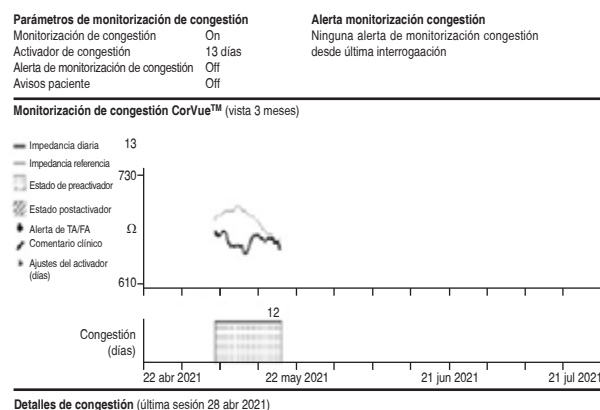 Parámetros de monitorización de congestión
Monitorización de congestión On
Activador de congestión 13 días
Alerta de monitorización de congestión Off
Avisos paciente Off
Alerta monitorización congestión
Ninguna alerta de monitorización congestión
desde última interrogaación
Monitorización de congestión CorVue™ (vista 3 meses)
Impedancia diaria
Impedancia referencia
Estado de preactivador
Estado postactivador
Alerta de TA/FA
Comentario clínico
Ajustes del activador
(días)
13
730
Ω
610
Congestión
(días)
12
22 abr 2021 22 may 2021 21 jun 2021 21 jul 2021
Detalles de congestión (última sesión 28 abr 2021)